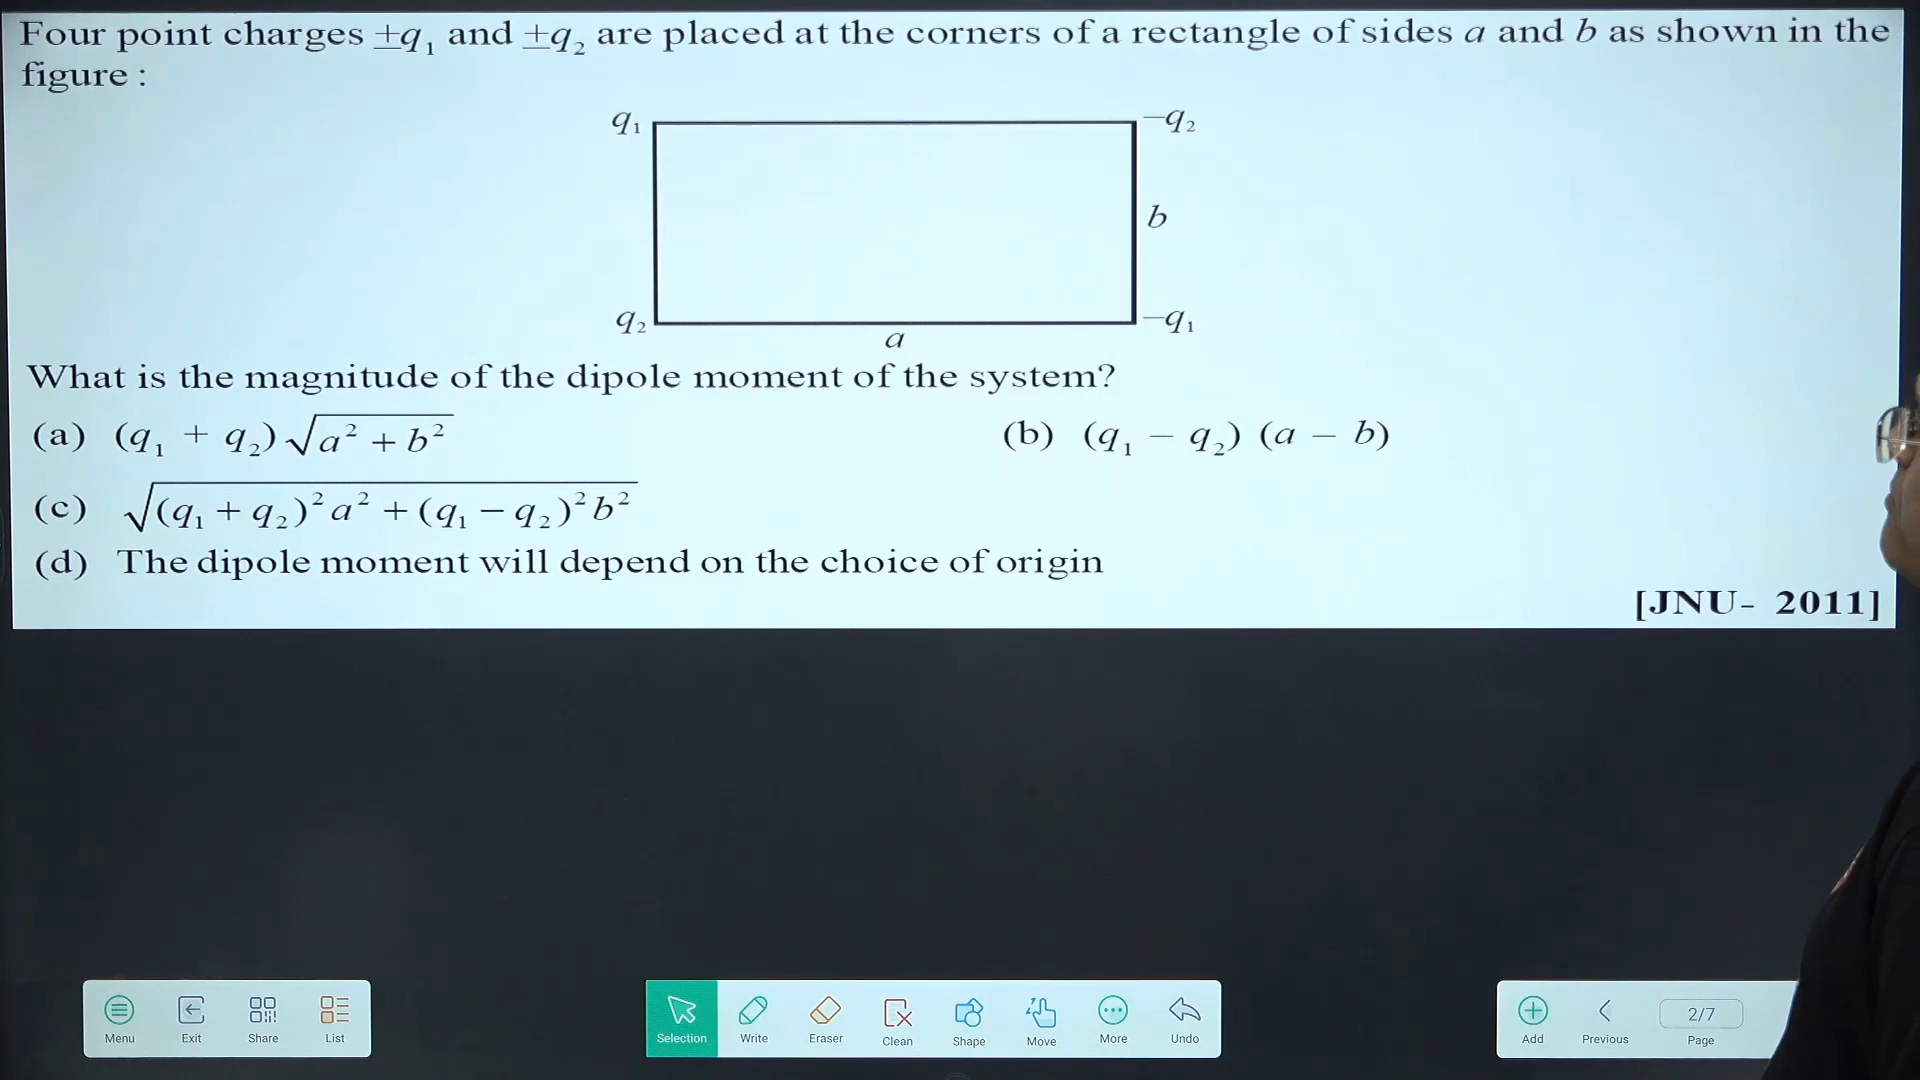 Four point charges ±q₁ and ±q₂ are placed at the corners of a rectangle of sides a and b as shown in the
figure :
q₁
−q₂
b
q₂
−q₁
a
What is the magnitude of the dipole moment of the system?
(a) (q₁ + q₂)√(a² + b²)
(b) (q₁ − q₂) (a − b)
(c) √((q₁ + q₂)²a² + (q₁ − q₂)²b²)
(d) The dipole moment will depend on the choice of origin
[JNU- 2011]
Menu Exit Share List
Selection Write Eraser Clean Shape Move More Undo
2/7
Add Previous Page